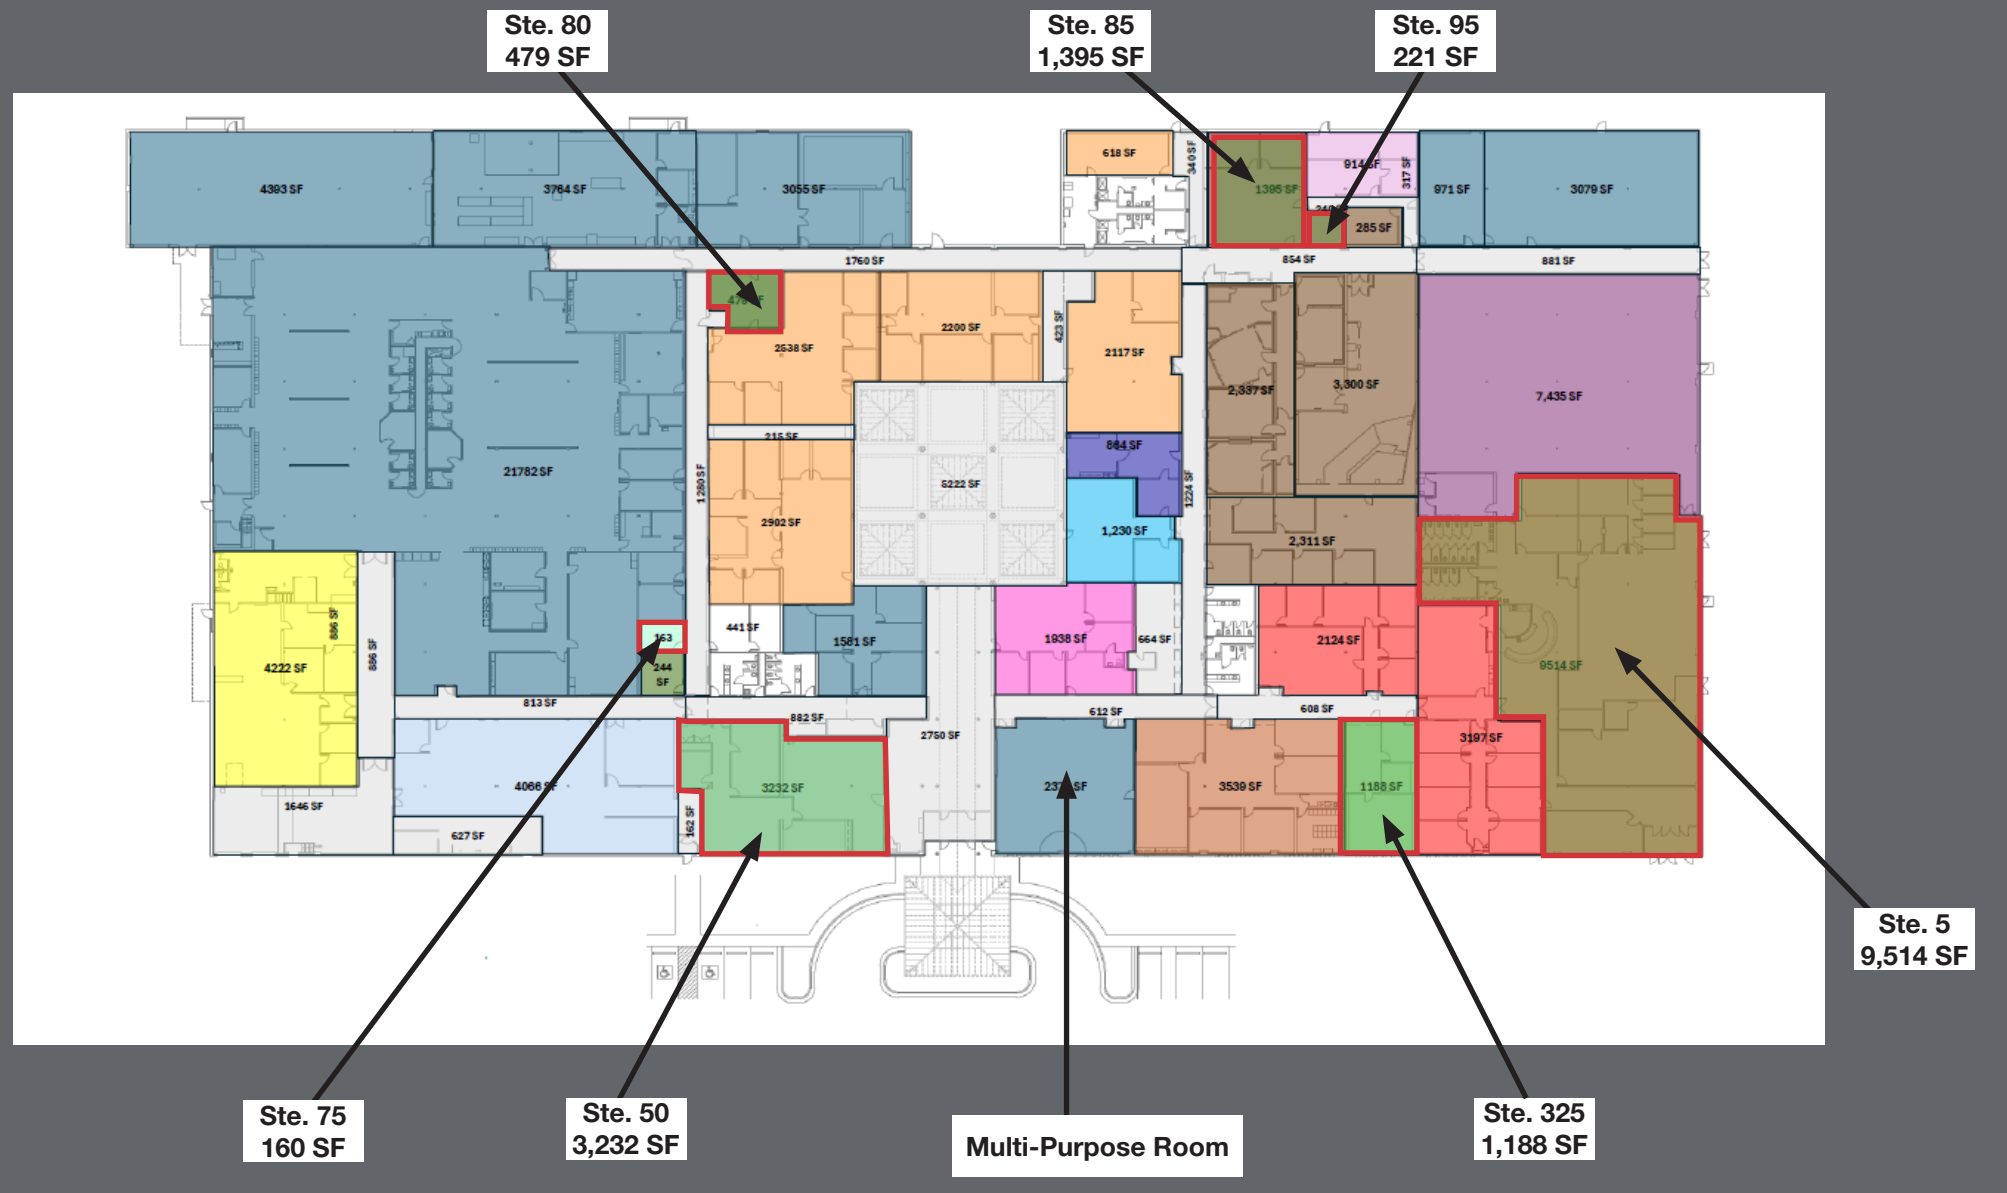 Ste. 80
479 SF
Ste. 85
1,395 SF
Ste. 95
221 SF
4393 SF
3764 SF
3055 SF
618 SF
340 SF
1395 SF
914 SF
317 SF
285 SF
971 SF
3079 SF
1760 SF
854 SF
881 SF
2538 SF
2200 SF
423 SF
2117 SF
2,337 SF
3,300 SF
7,435 SF
215 SF
864 SF
21782 SF
1280 SF
2902 SF
5222 SF
1,230 SF
1224 SF
2,311 SF
4222 SF
886 SF
886 SF
163
244
SF
441 SF
1581 SF
1938 SF
664 SF
2124 SF
9514 SF
813 SF
882 SF
2750 SF
612 SF
608 SF
3197 SF
1646 SF
627 SF
4066 SF
162 SF
3232 SF
SF
3539 SF
1188 SF
Ste. 5
9,514 SF
Ste. 75
160 SF
Ste. 50
3,232 SF
Multi-Purpose Room
Ste. 325
1,188 SF